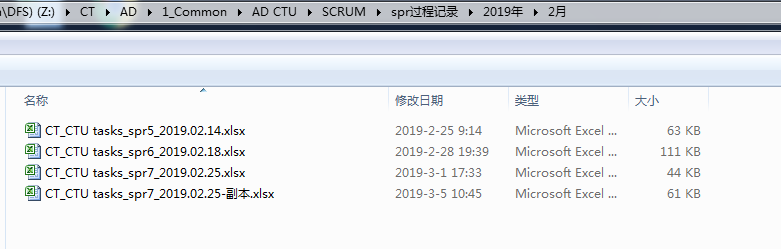 \DFS) (Z:) CT AD 1_Common AD CTU SCRUM spr过程记录 2019年 2月
名称 修改日期 类型 大小
CT_CTU tasks_spr5_2019.02.14.xlsx 2019-2-25 9:14 Microsoft Excel ... 63 KB
CT_CTU tasks_spr6_2019.02.18.xlsx 2019-2-28 19:39 Microsoft Excel ... 111 KB
CT_CTU tasks_spr7_2019.02.25.xlsx 2019-3-1 17:33 Microsoft Excel ... 44 KB
CT_CTU tasks_spr7_2019.02.25-副本.xlsx 2019-3-5 10:45 Microsoft Excel ... 61 KB